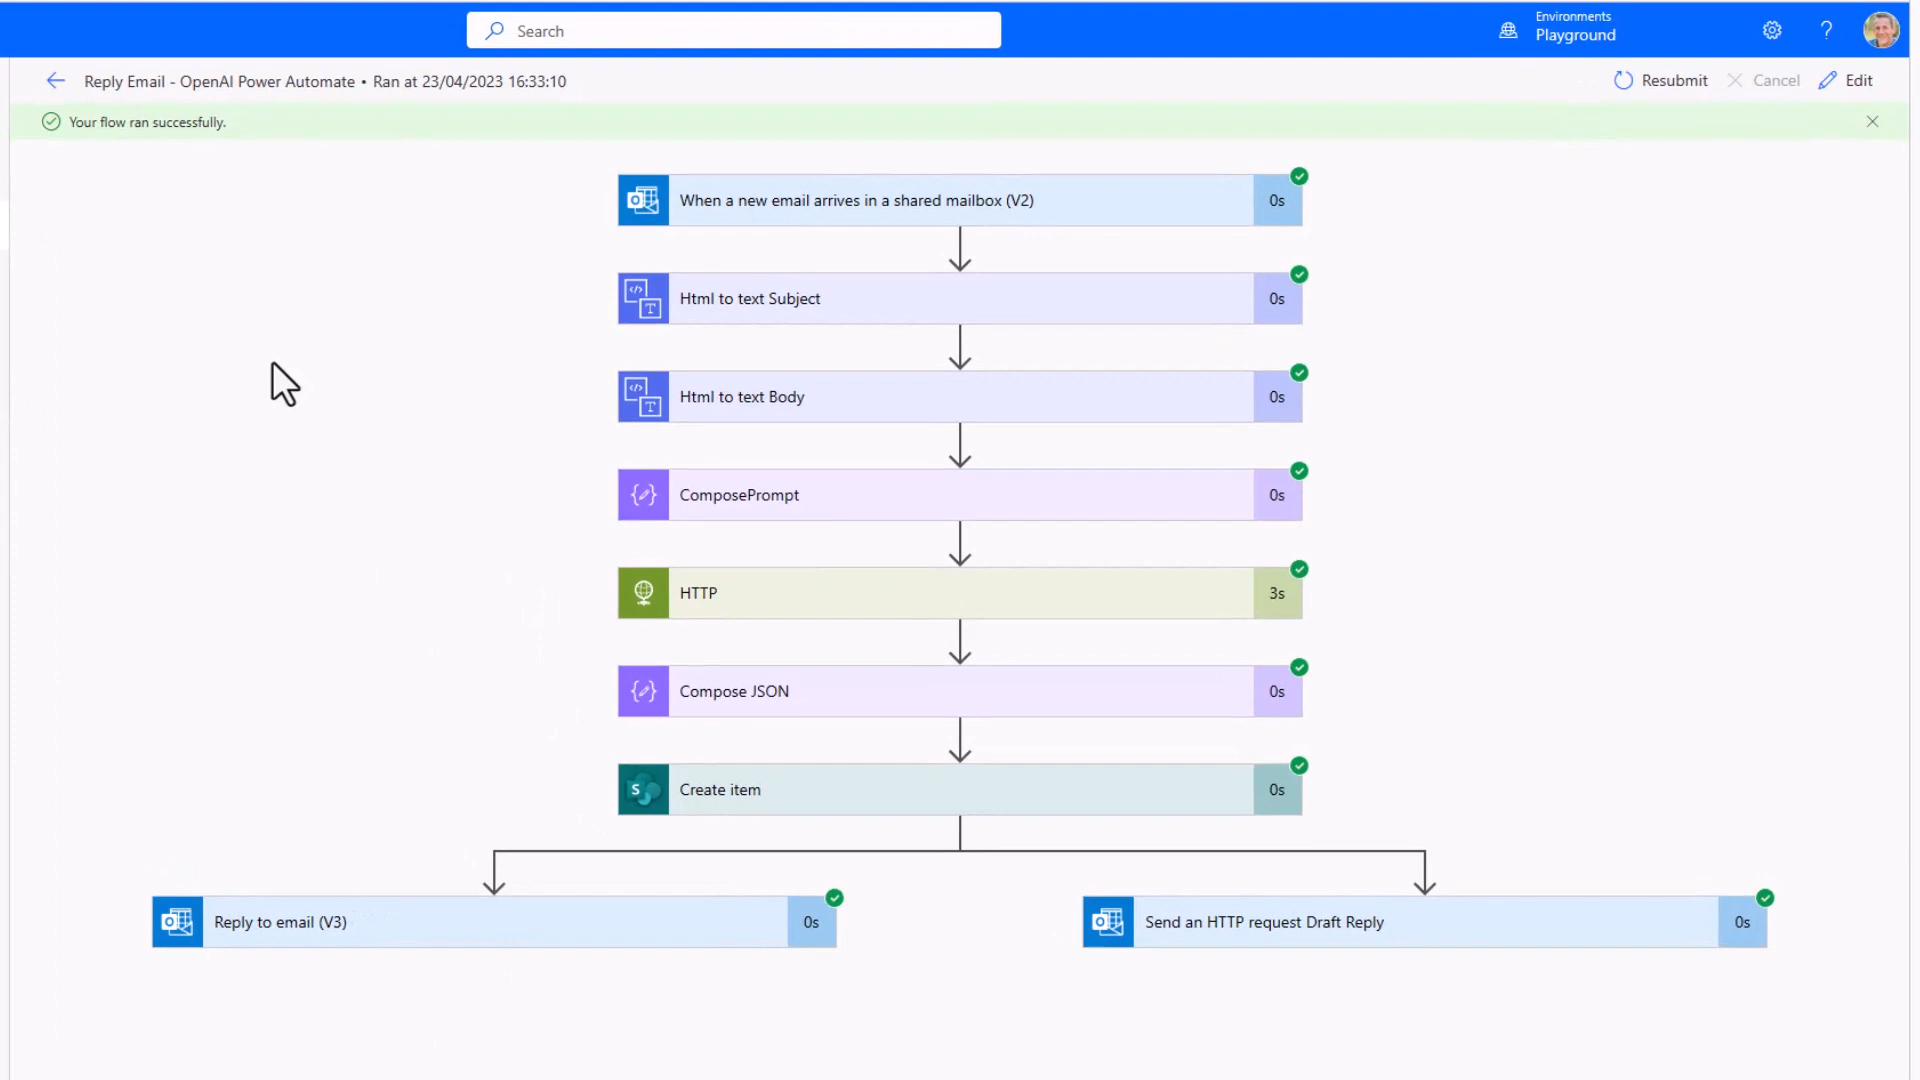 Search
Environments
Playground
?
Reply Email - OpenAI Power Automate • Ran at 23/04/2023 16:33:10
Resubmit
Cancel
Edit
Your flow ran successfully.
When a new email arrives in a shared mailbox (V2)
0s
Html to text Subject
0s
Html to text Body
0s
ComposePrompt
0s
HTTP
3s
Compose JSON
0s
Create item
0s
Reply to email (V3)
0s
Send an HTTP request Draft Reply
0s